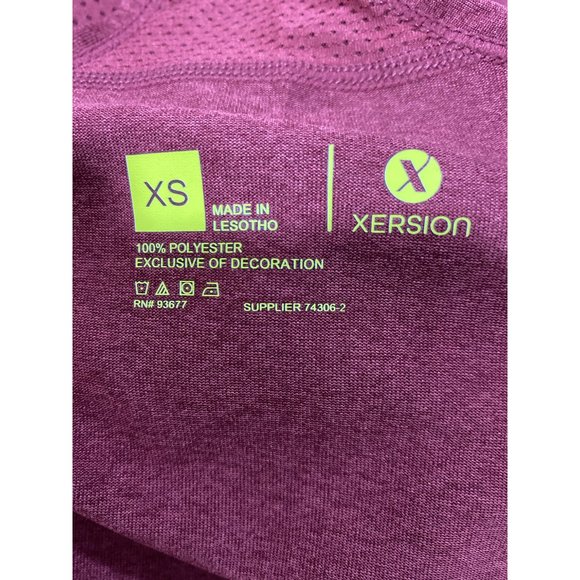 XS
MADE IN
LESOTHO
100% POLYESTER
EXCLUSIVE OF DECORATION
RN# 93677
SUPPLIER 74306-2
X
XERSION